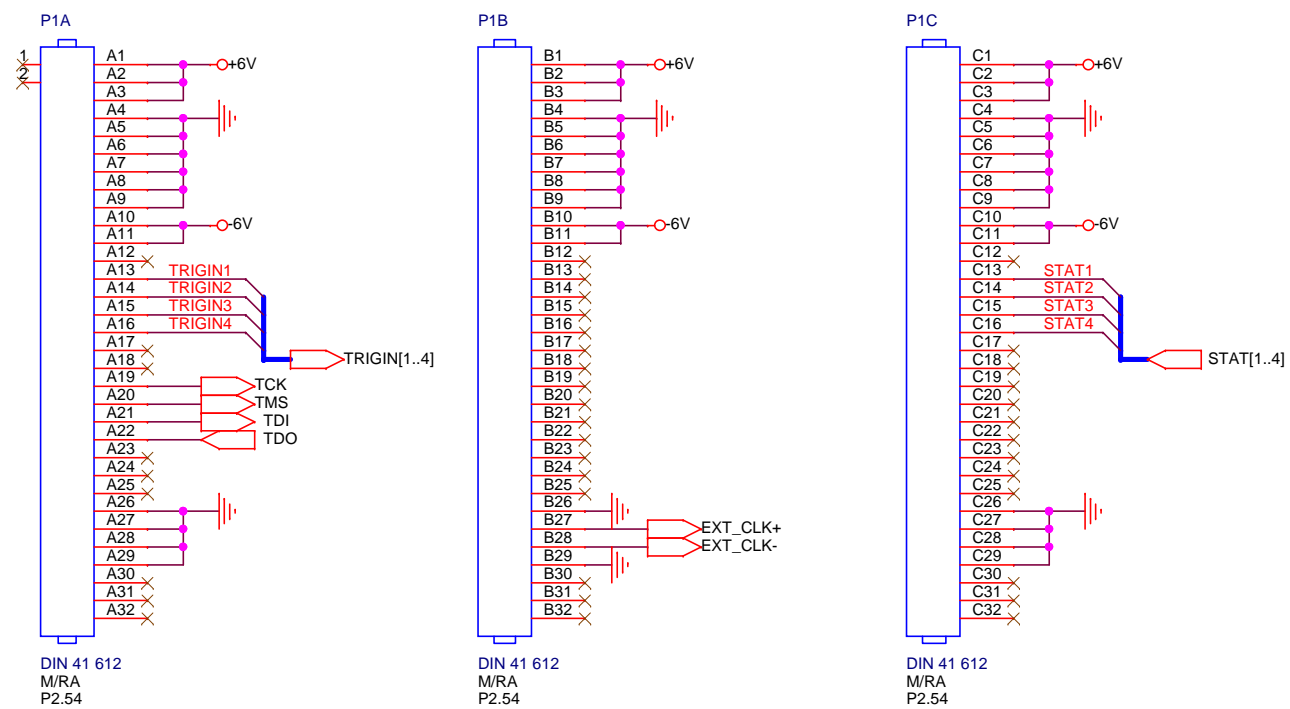 P1A
1
2
A1
A2
A3
A4
A5
A6
A7
A8
A9
A10
A11
A12
A13
A14
A15
A16
A17
A18
A19
A20
A21
A22
A23
A24
A25
A26
A27
A28
A29
A30
A31
A32
+6V
-6V
TRIGIN1
TRIGIN2
TRIGIN3
TRIGIN4
TRIGIN[1..4]
TCK
TMS
TDI
TDO
DIN 41 612
M/RA
P2.54
P1B
B1
B2
B3
B4
B5
B6
B7
B8
B9
B10
B11
B12
B13
B14
B15
B16
B17
B18
B19
B20
B21
B22
B23
B24
B25
B26
B27
B28
B29
B30
B31
B32
+6V
-6V
EXT_CLK+
EXT_CLK-
DIN 41 612
M/RA
P2.54
P1C
C1
C2
C3
C4
C5
C6
C7
C8
C9
C10
C11
C12
C13
C14
C15
C16
C17
C18
C19
C20
C21
C22
C23
C24
C25
C26
C27
C28
C29
C30
C31
C32
+6V
-6V
STAT1
STAT2
STAT3
STAT4
STAT[1..4]
DIN 41 612
M/RA
P2.54